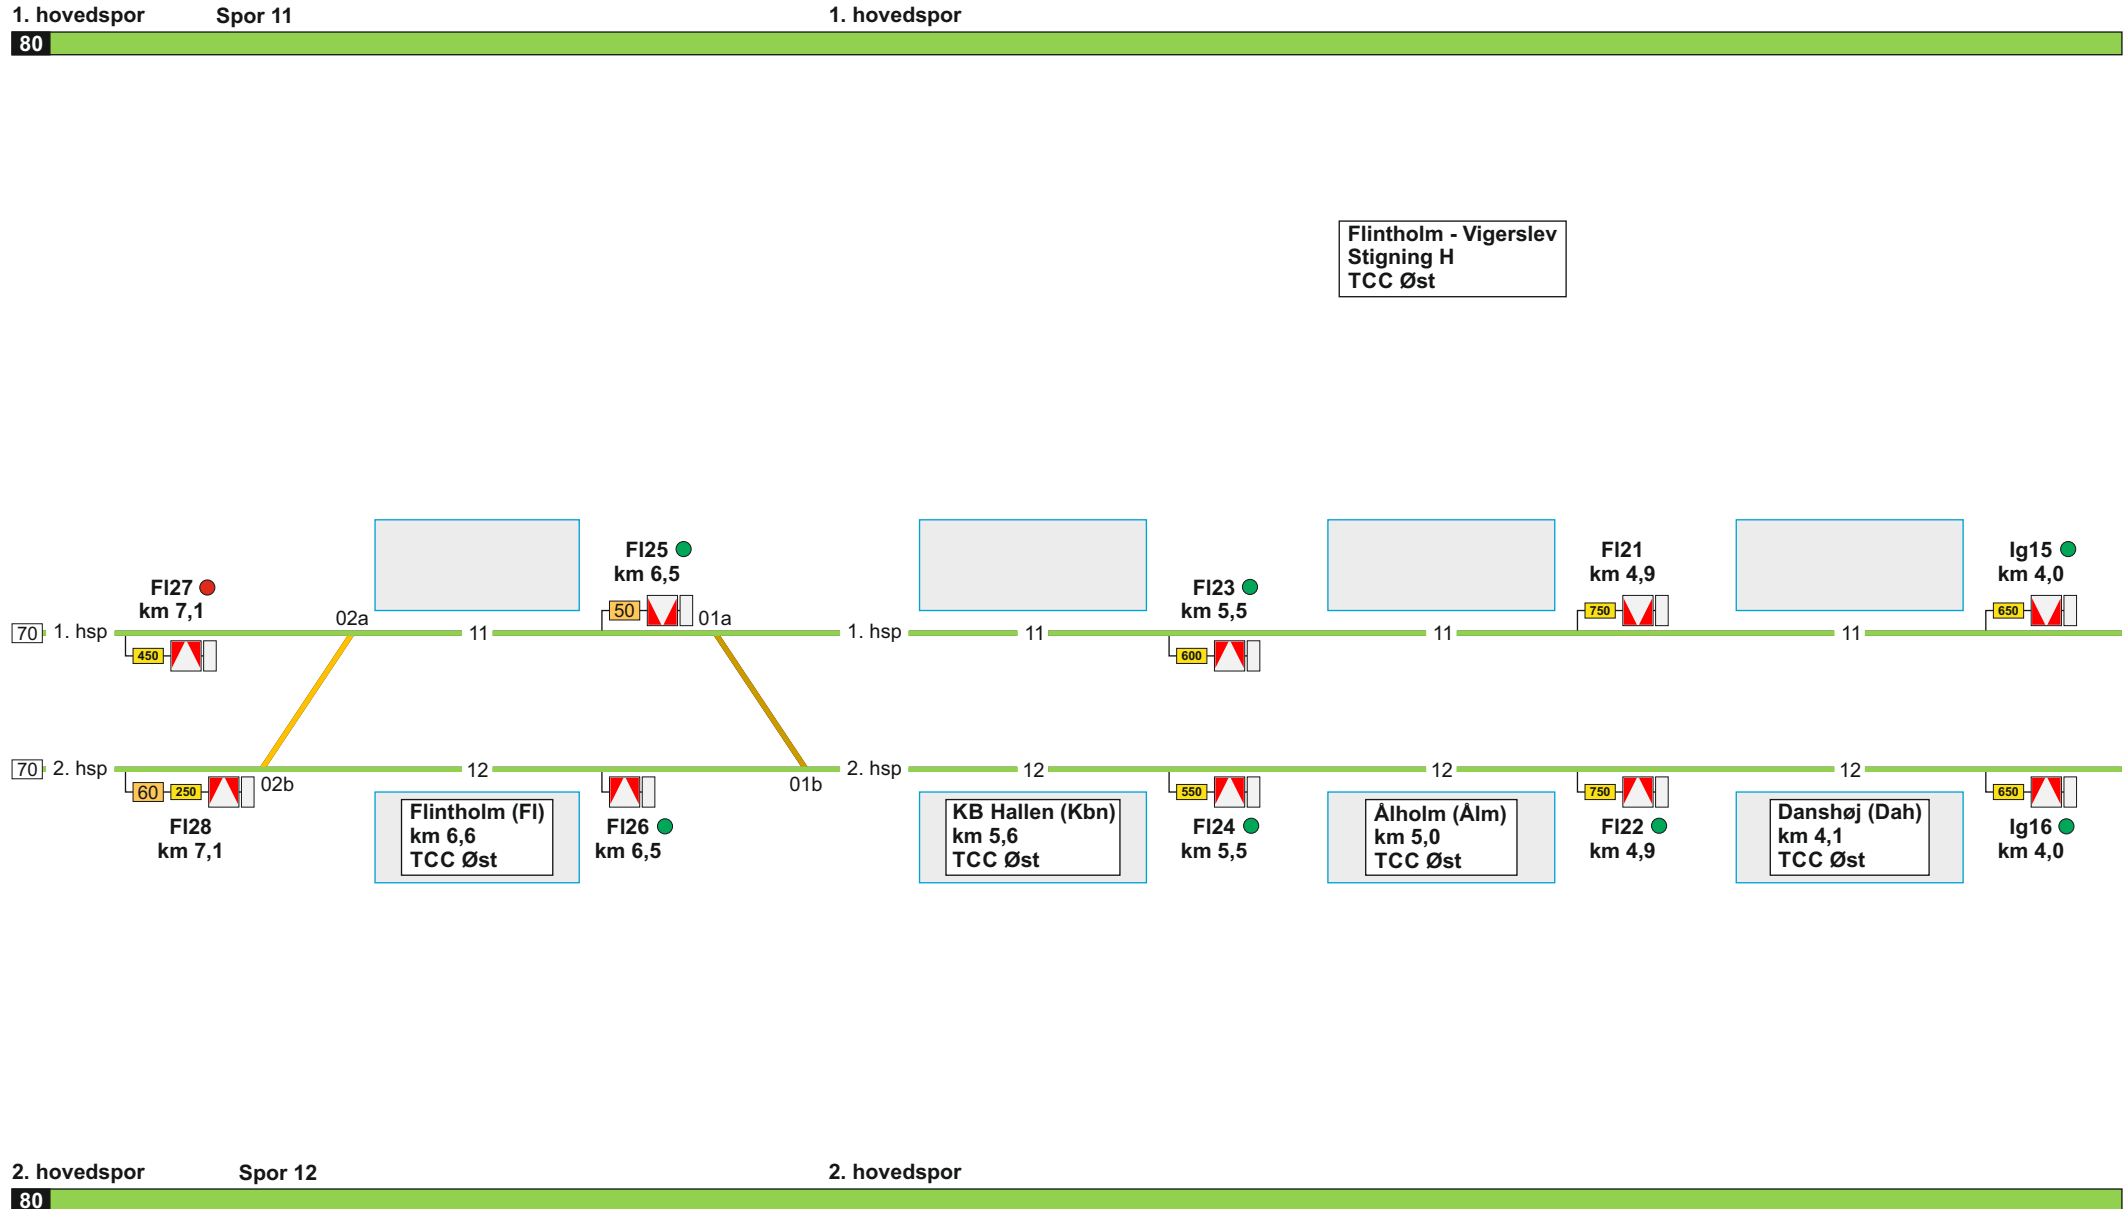 1. hovedspor Spor 11 1. hovedspor
80
Flintholm - Vigerslev
Stigning H
TCC Øst
Fl27
km 7,1
450
02a
Fl25
km 6,5
50
01a
Fl23
km 5,5
600
Fl21
km 4,9
750
Ig15
km 4,0
650
70 1. hsp 11 1. hsp 11 11 11
70 2. hsp 12 2. hsp 12 12 12
60 250
02b
Fl28
km 7,1
Flintholm (Fl)
km 6,6
TCC Øst
Fl26
km 6,5
01b
KB Hallen (Kbn)
km 5,6
TCC Øst
550
Fl24
km 5,5
Ålholm (Ålm)
km 5,0
TCC Øst
750
Fl22
km 4,9
Danshøj (Dah)
km 4,1
TCC Øst
650
Ig16
km 4,0
2. hovedspor Spor 12 2. hovedspor
80